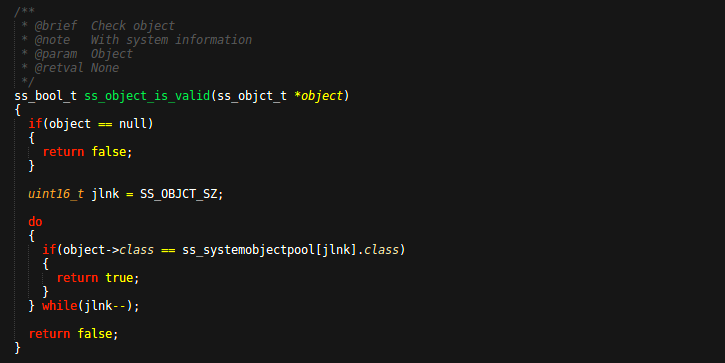 /**
 * @brief  Check object
 * @note   With system information
 * @param  Object
 * @retval None
 */
ss_bool_t ss_object_is_valid(ss_objct_t *object)
{
  if(object == null)
  {
    return false;
  }
  uint16_t jlnk = SS_OBJCT_SZ;
  do
  {
    if(object->class == ss_systemobjectpool[jlnk].class)
    {
      return true;
    }
  } while(jlnk--);
  return false;
}